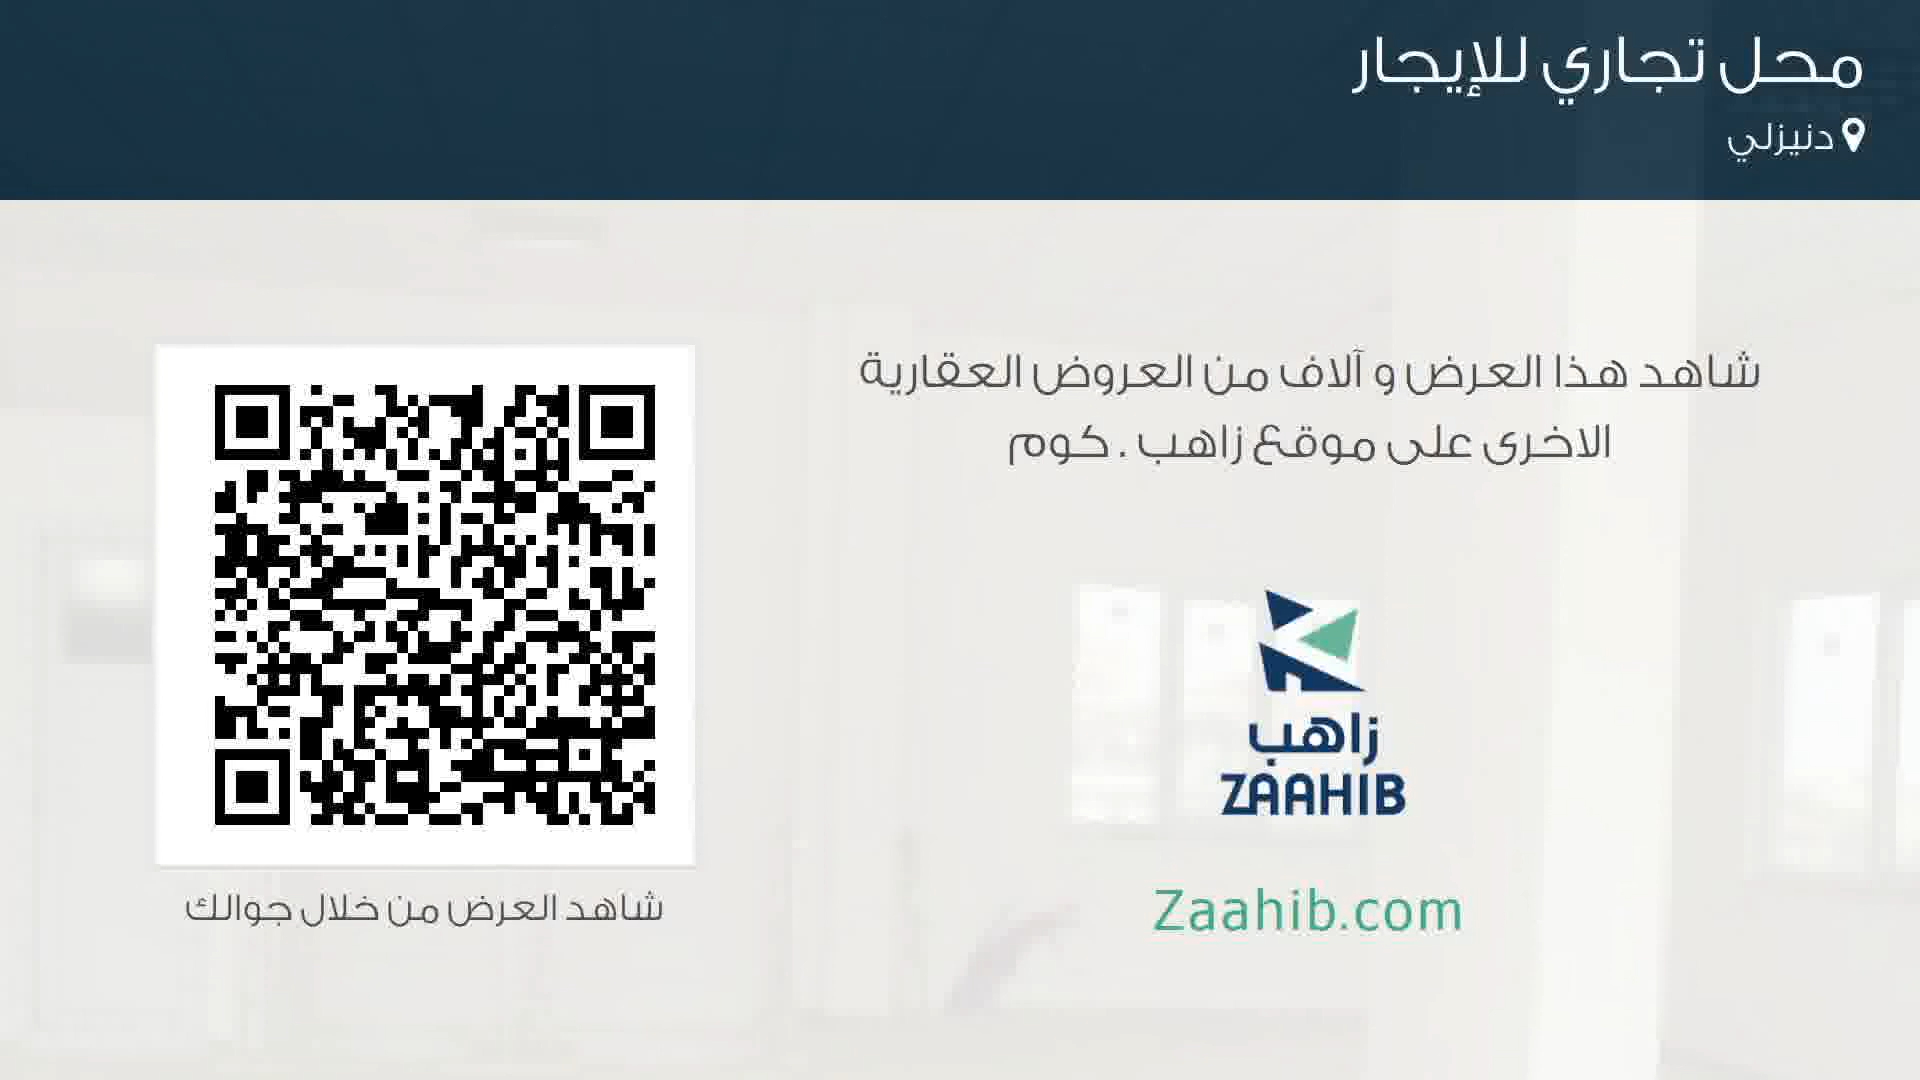 محل تجاري للإيجار
دنيزلي
شاهد هذا العرض و آلاف من العروض العقارية
الاخرى على موقع زاهب . كوم
زاهب
ZAAHIB
Zaahib.com
شاهد العرض من خلال جوالك